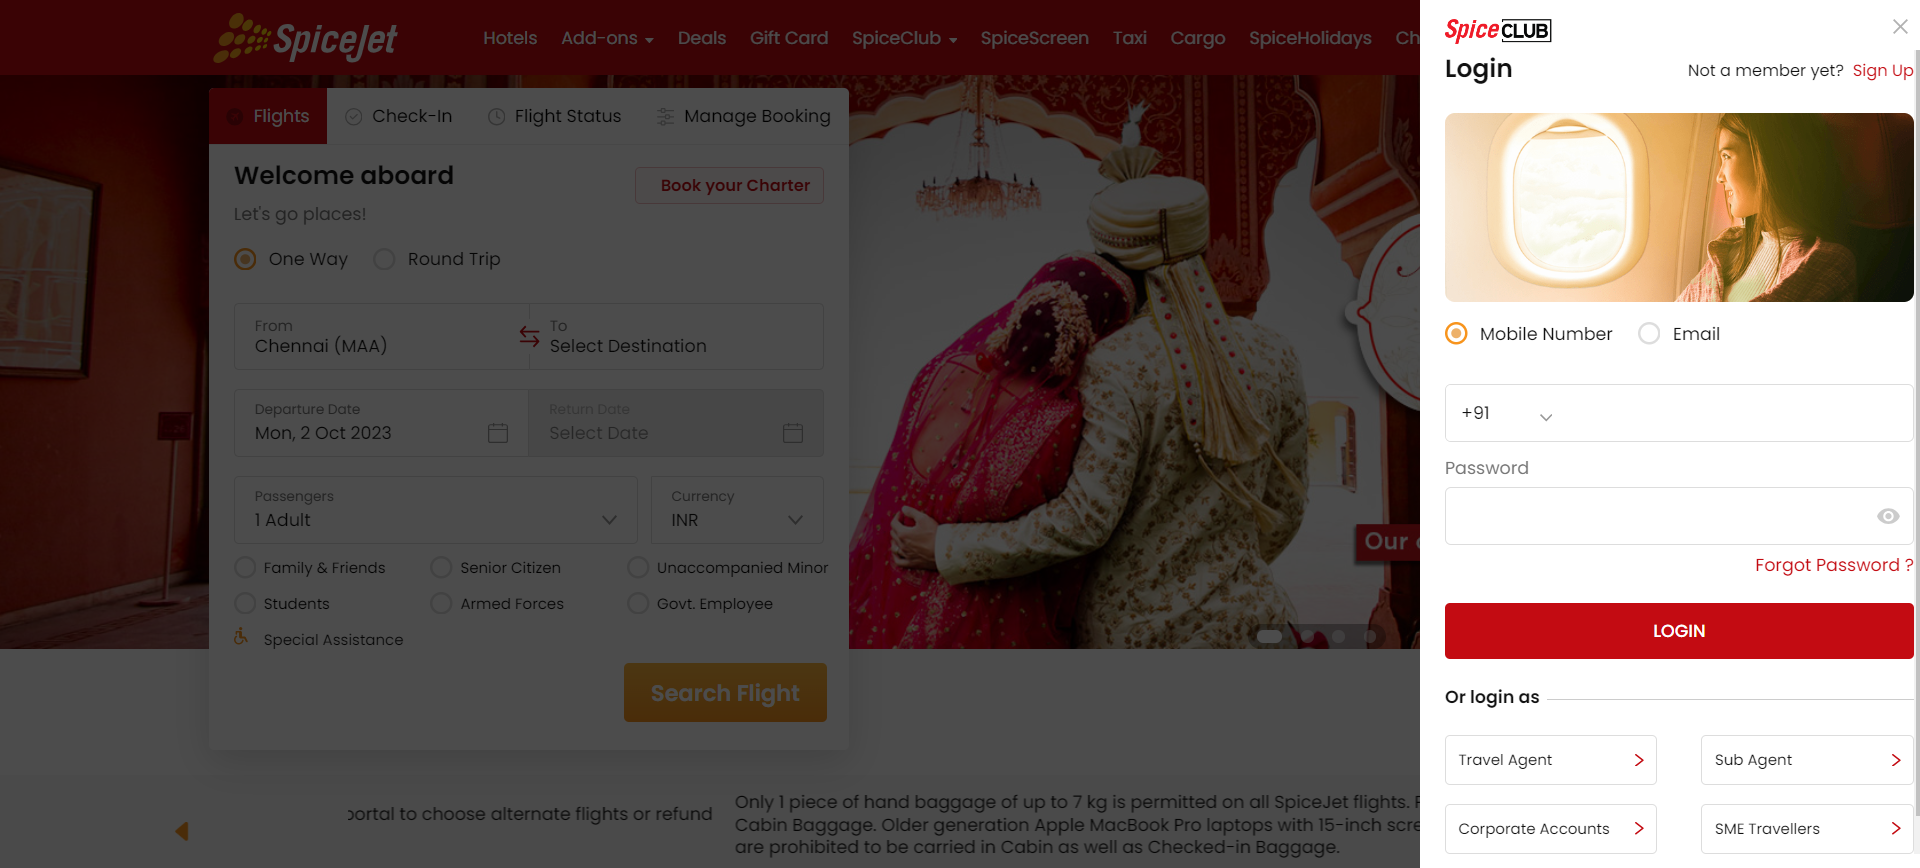 SpiceJet
Hotels Add-ons Deals Gift Card SpiceClub SpiceScreen Taxi Cargo SpiceHolidays Ch
Flights Check-In Flight Status Manage Booking
Welcome aboard
Book your Charter
Let's go places!
One Way Round Trip
From To
Chennai (MAA) Select Destination
Departure Date Return Date
Mon, 2 Oct 2023 Select Date
Passengers Currency
1 Adult INR
Family & Friends Senior Citizen Unaccompanied Minor
Students Armed Forces Govt. Employee
Special Assistance
Search Flight
Our
portal to choose alternate flights or refund
Only 1 piece of hand baggage of up to 7 kg is permitted on all SpiceJet flights.
Cabin Baggage. Older generation Apple MacBook Pro laptops with 15-inch scre
are prohibited to be carried in Cabin as well as Checked-in Baggage.
SpiceCLUB
Login
Not a member yet? Sign Up
Mobile Number Email
+91
Password
Forgot Password ?
LOGIN
Or login as
Travel Agent Sub Agent
Corporate Accounts SME Travellers